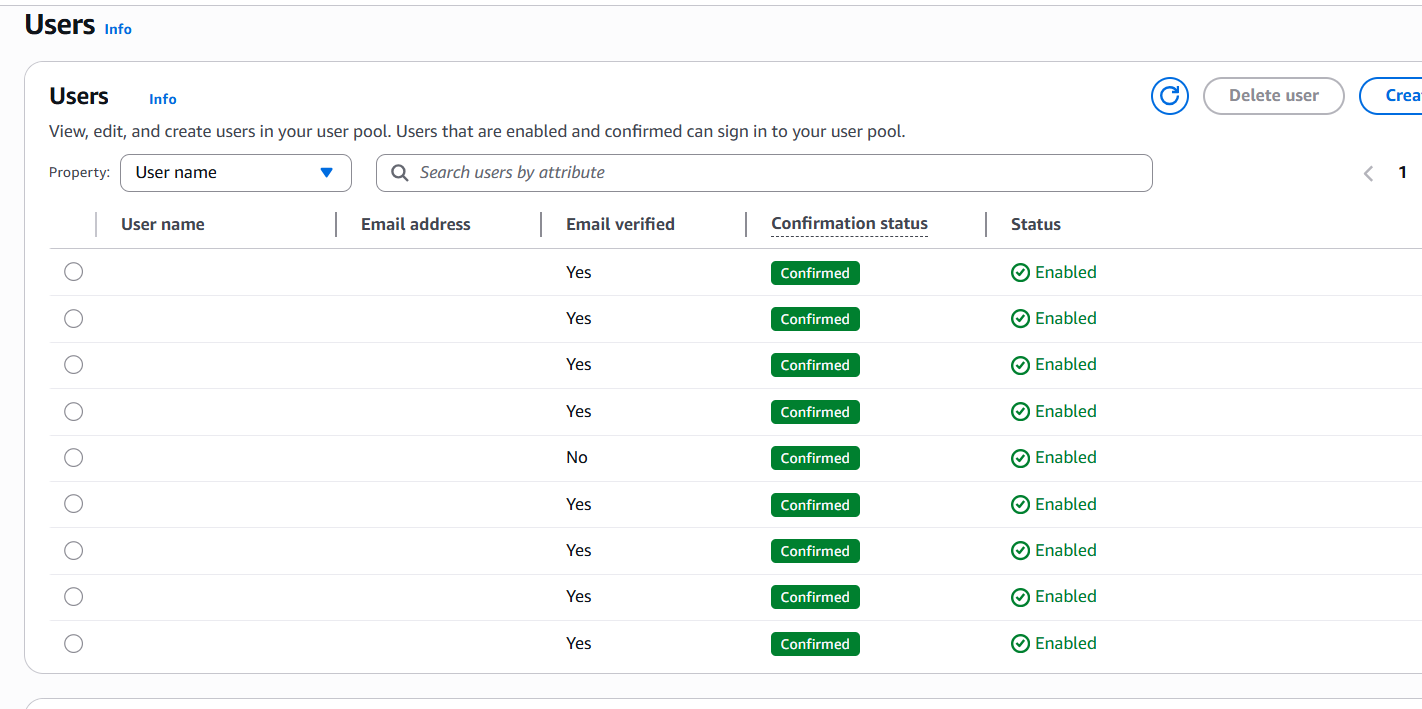 Users Info
Users Info
Delete user
Crea
View, edit, and create users in your user pool. Users that are enabled and confirmed can sign in to your user pool.
Property: User name
Search users by attribute
1
User name Email address Email verified Confirmation status Status
Yes Confirmed Enabled
Yes Confirmed Enabled
Yes Confirmed Enabled
Yes Confirmed Enabled
No Confirmed Enabled
Yes Confirmed Enabled
Yes Confirmed Enabled
Yes Confirmed Enabled
Yes Confirmed Enabled